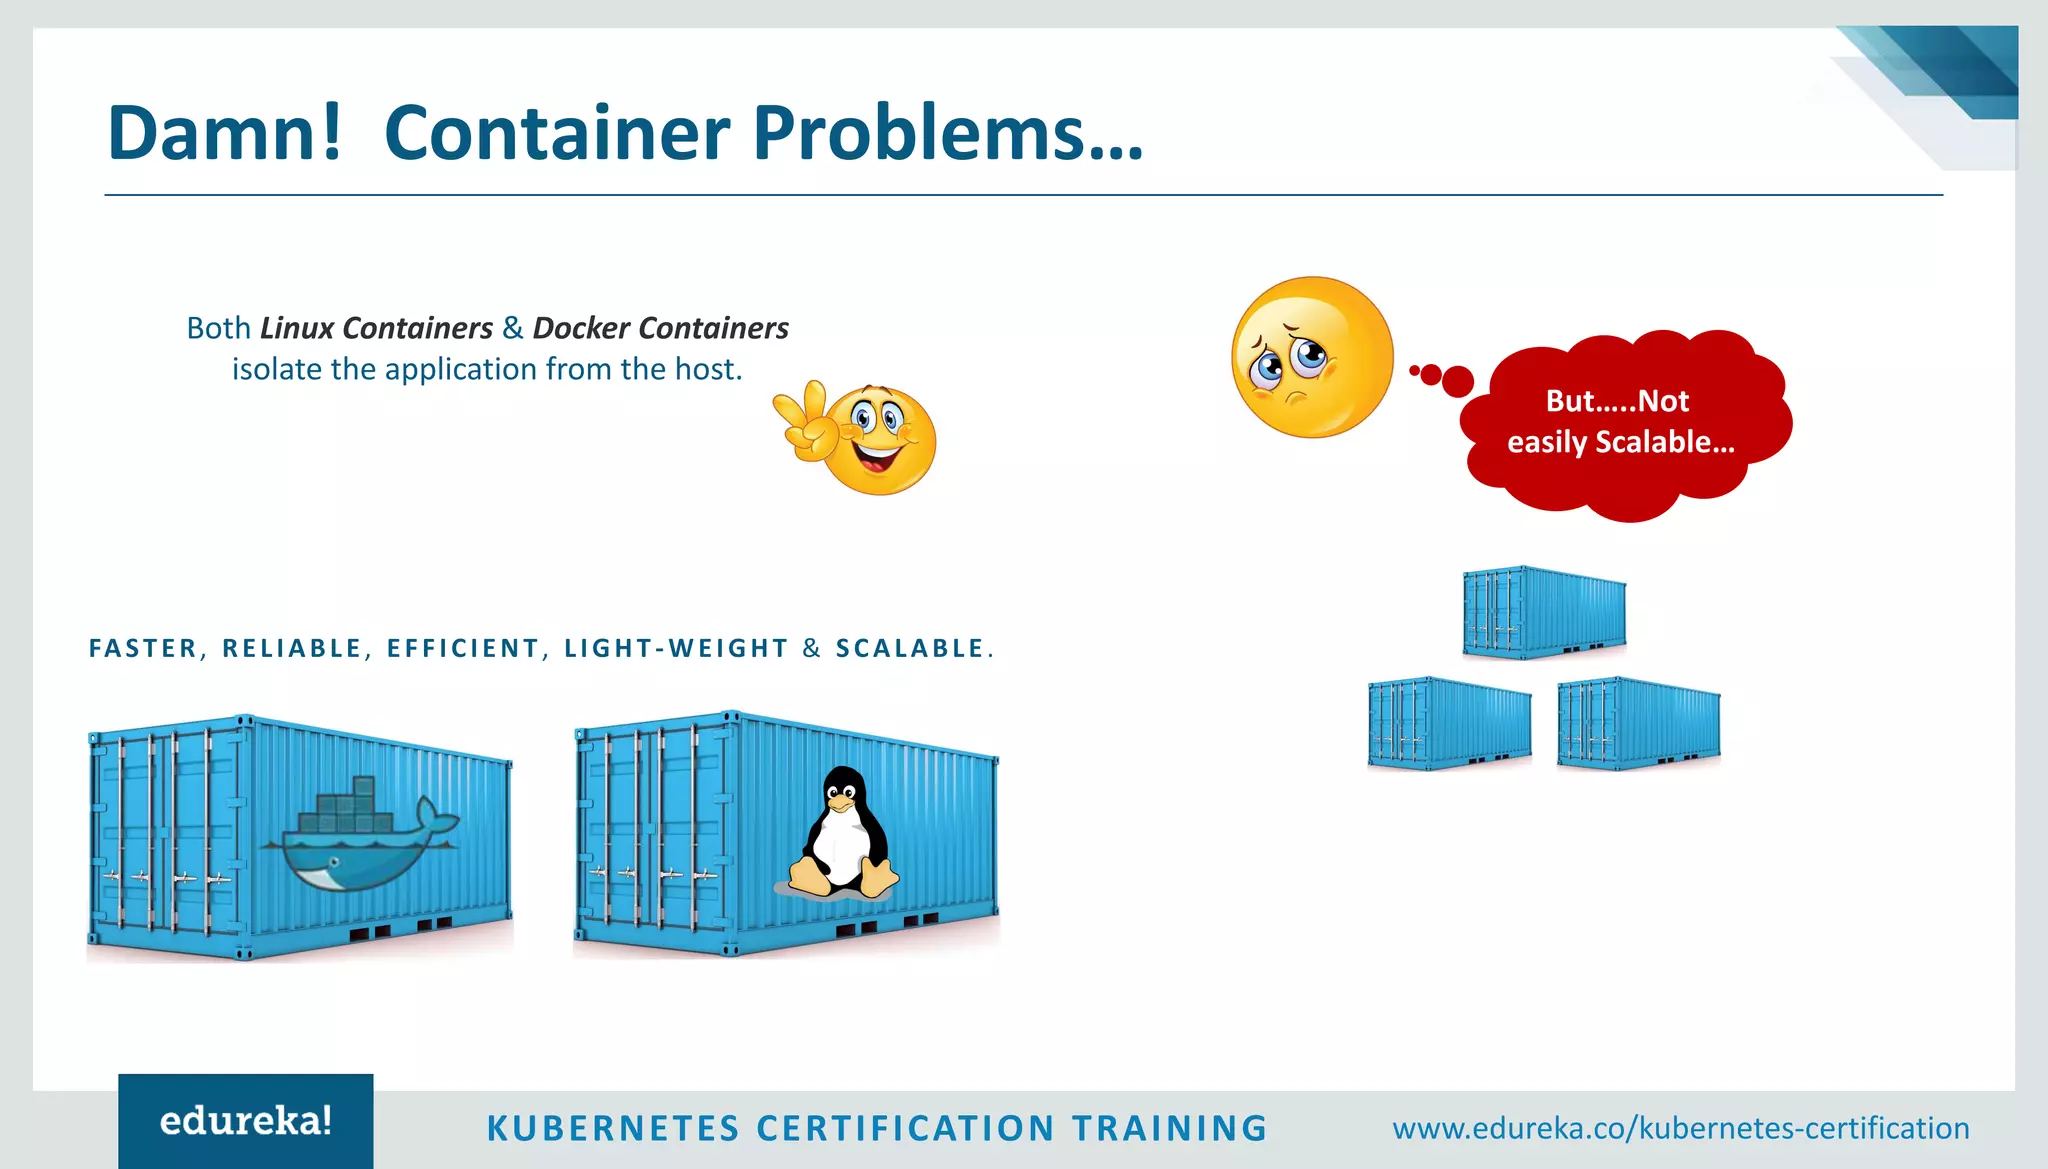 Damn!  Container Problems...
Both Linux Containers & Docker Containers
isolate the application from the host.
But.....Not
easily Scalable...
FASTER, RELIABLE, EFFICIENT, LIGHT-WEIGHT & SCALABLE.
edureka!
KUBERNETES CERTIFICATION TRAINING
www.edureka.co/kubernetes-certification